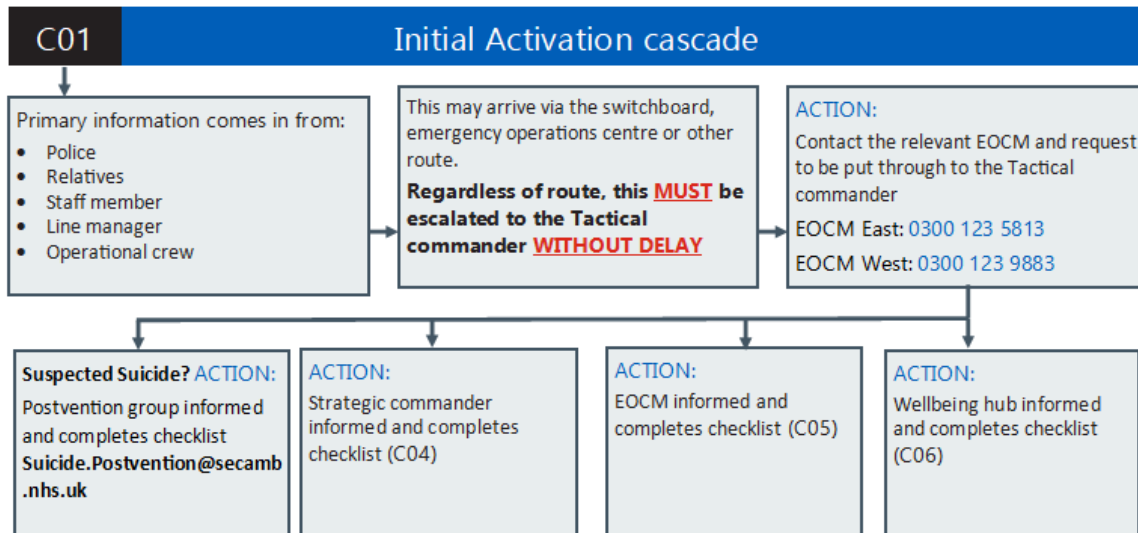 C01
Initial Activation cascade
Primary information comes in from:
• Police
• Relatives
• Staff member
• Line manager
• Operational crew
This may arrive via the switchboard,
emergency operations centre or other
route.
Regardless of route, this MUST be
escalated to the Tactical
commander WITHOUT DELAY
ACTION:
Contact the relevant EOCM and request
to be put through to the Tactical
commander
EOCM East: 0300 123 5813
EOCM West: 0300 123 9883
Suspected Suicide? ACTION:
Postvention group informed
and completes checklist
Suicide.Postvention@secamb
.nhs.uk
ACTION:
Strategic commander
informed and completes
checklist (C04)
ACTION:
EOCM informed and
completes checklist (C05)
ACTION:
Wellbeing hub informed
and completes checklist
(C06)